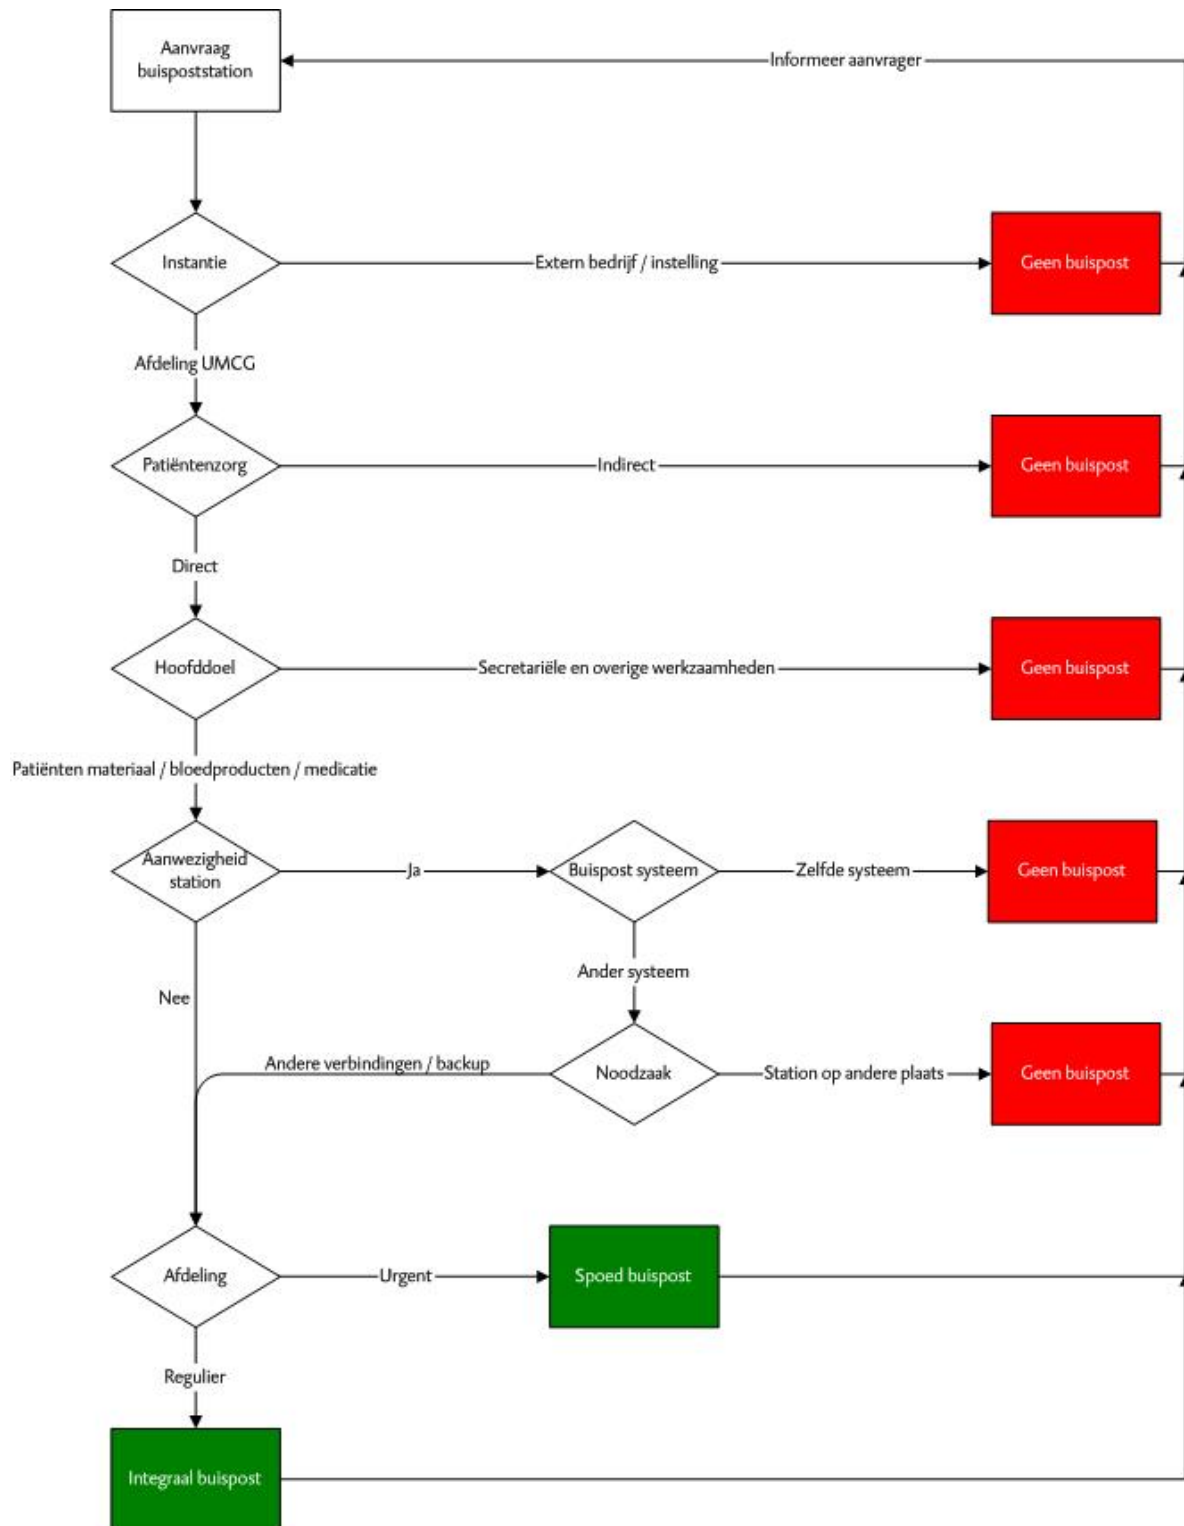 Aanvraag
buispoststation
Informeer aanvrager
Instantie
Extern bedrijf / instelling
Geen buispost
Afdeling UMCG
Patiëntenzorg
Indirect
Geen buispost
Direct
Hoofddoel
Secretariële en overige werkzaamheden
Geen buispost
Patiënten materiaal / bloedproducten / medicatie
Aanwezigheid
station
Ja
Buispost systeem
Zelfde systeem
Geen buispost
Ander systeem
Nee
Andere verbindingen / backup
Noodzaak
Station op andere plaats
Geen buispost
Afdeling
Urgent
Spoed buispost
Regulier
Integraal buispost